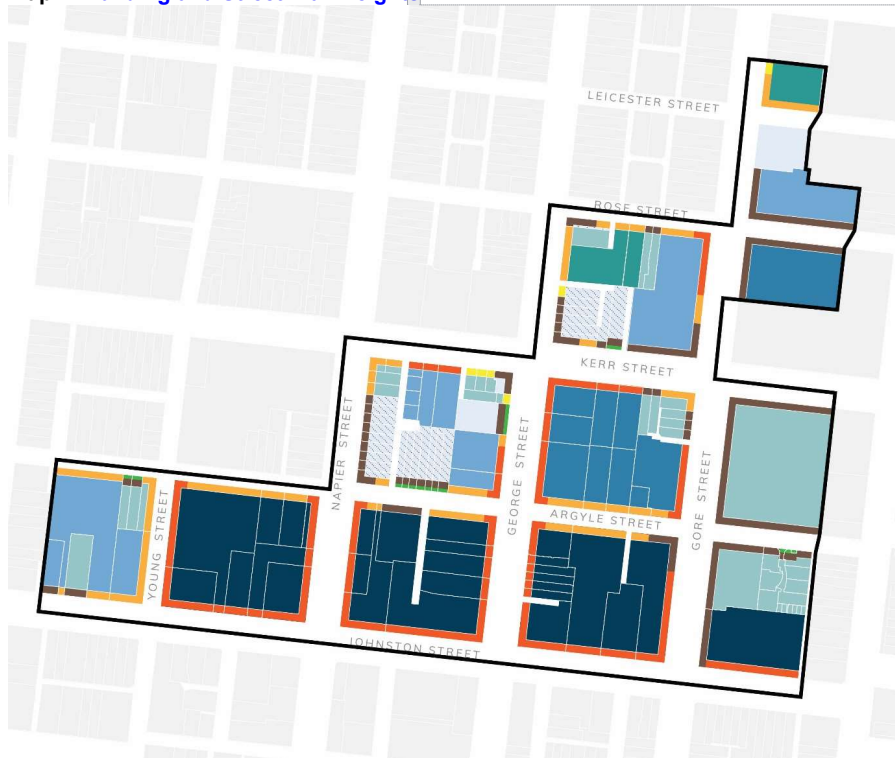 LEICESTER STREET
ROSE STREET
KERR STREET
NAPIER STREET
GEORGE STREET
GORE STREET
ARGYLE STREET
YOUNG STREET
JOHNSTON STREET